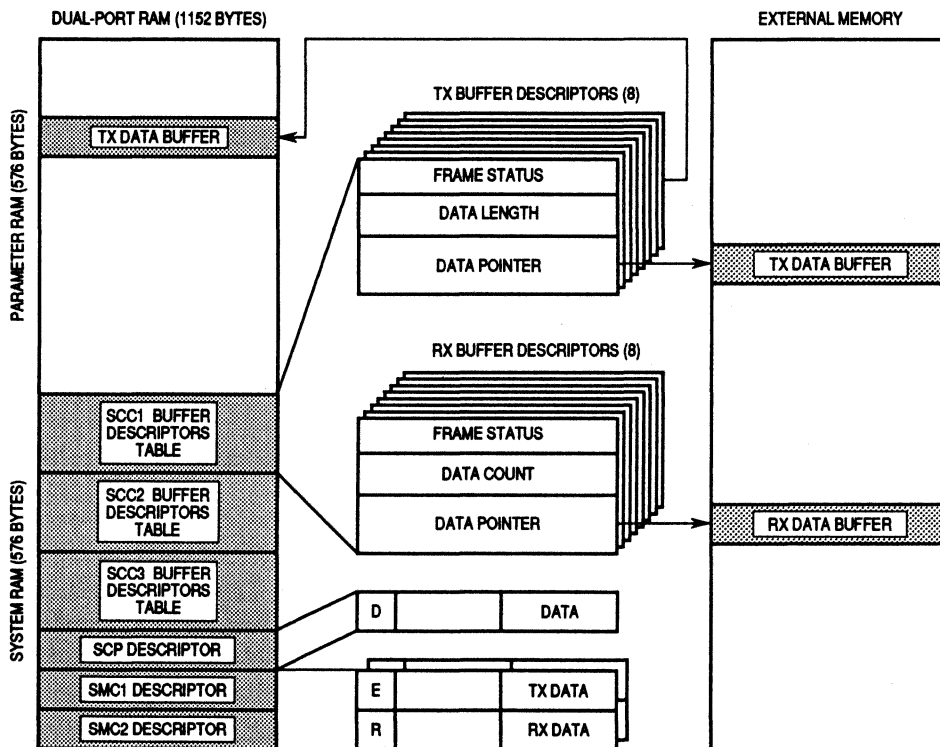 DUAL-PORT RAM (1152 BYTES)
EXTERNAL MEMORY
TX BUFFER DESCRIPTORS (8)
TX DATA BUFFER
FRAME STATUS
DATA LENGTH
DATA POINTER
TX DATA BUFFER
PARAMETER RAM (576 BYTES)
RX BUFFER DESCRIPTORS (8)
FRAME STATUS
DATA COUNT
DATA POINTER
RX DATA BUFFER
SYSTEM RAM (576 BYTES)
SCC1 BUFFER
DESCRIPTORS
TABLE
SCC2 BUFFER
DESCRIPTORS
TABLE
SCC3 BUFFER
DESCRIPTORS
TABLE
D
DATA
SCP DESCRIPTOR
SMC1 DESCRIPTOR
E
TX DATA
SMC2 DESCRIPTOR
R
RX DATA